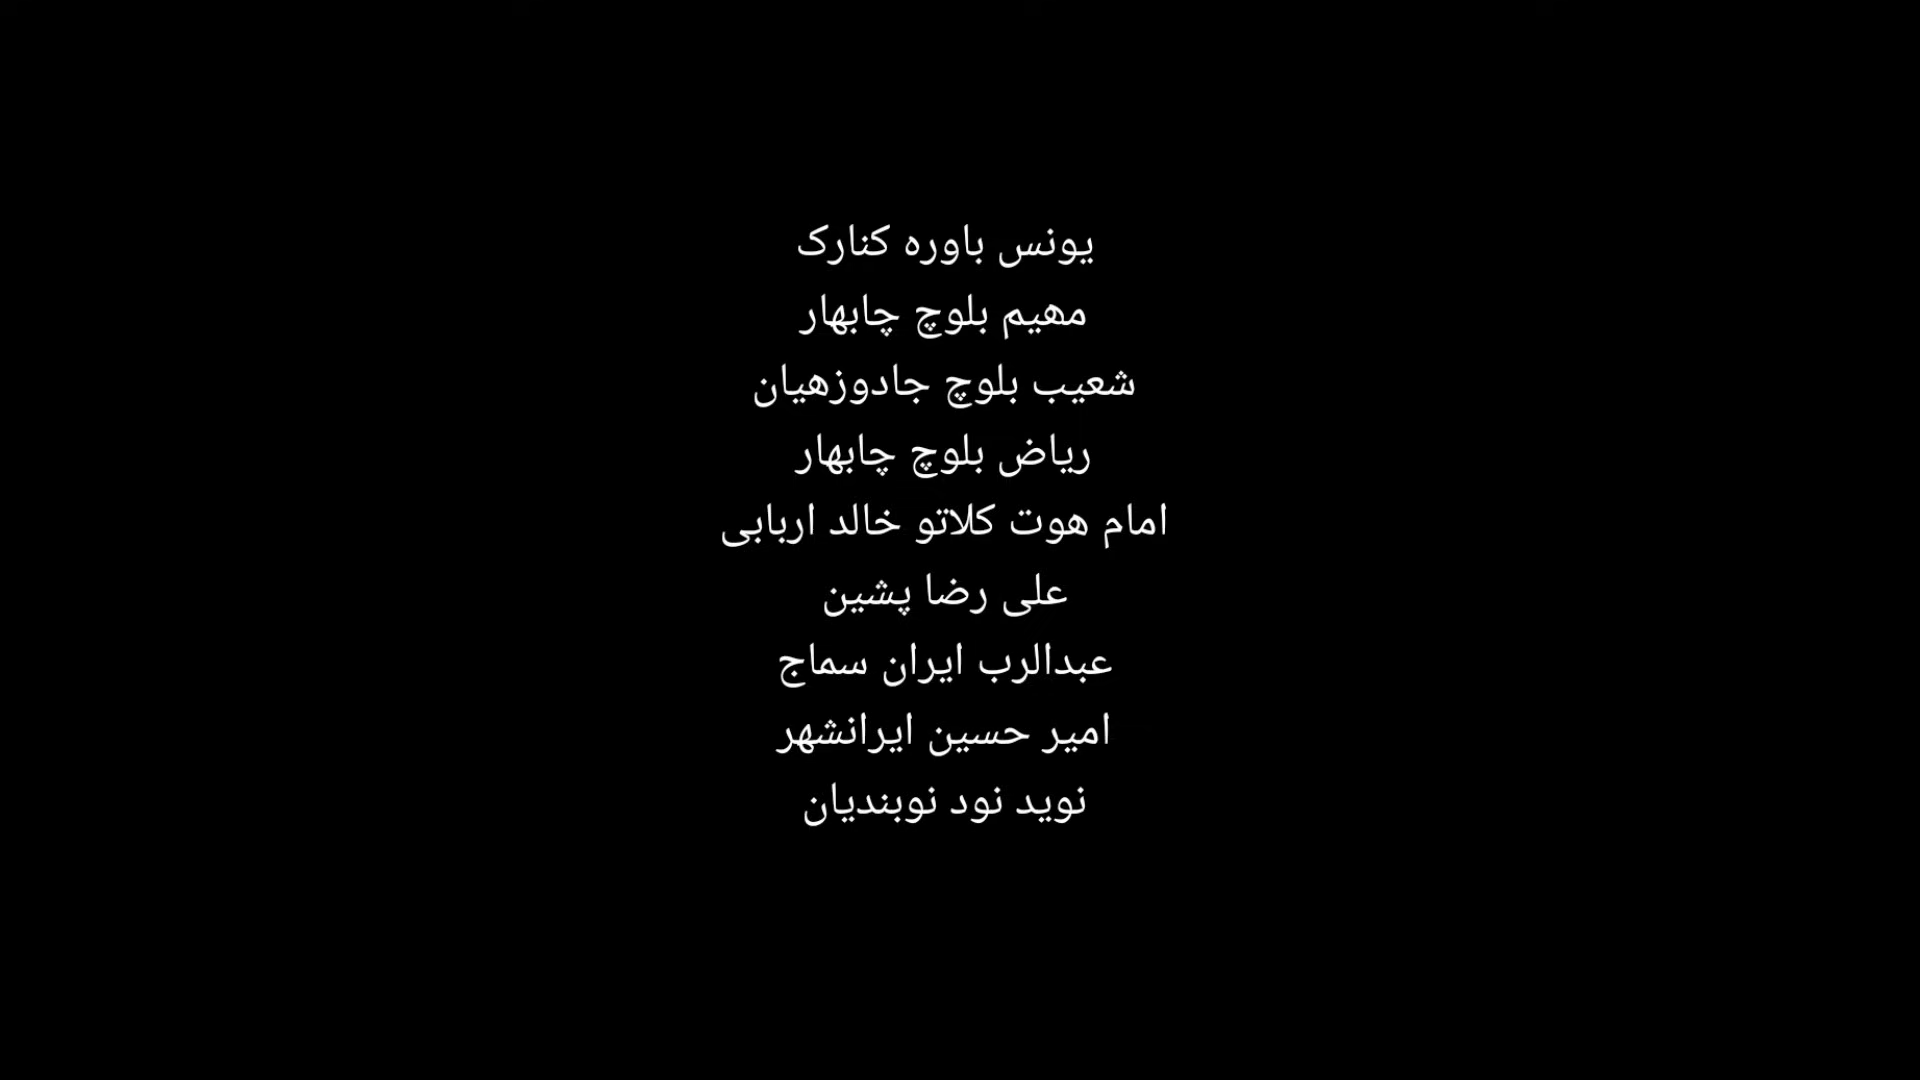 یونس باوره کنارک
مهیم بلوچ چابهار
شعیب بلوچ جادوزهیان
ریاض بلوچ چابهار
امام هوت کلاتو خالد اربابی
علی رضا پشین
عبدالرب ایران سماج
امیر حسین ایرانشهر
نوید نود نوبندیان